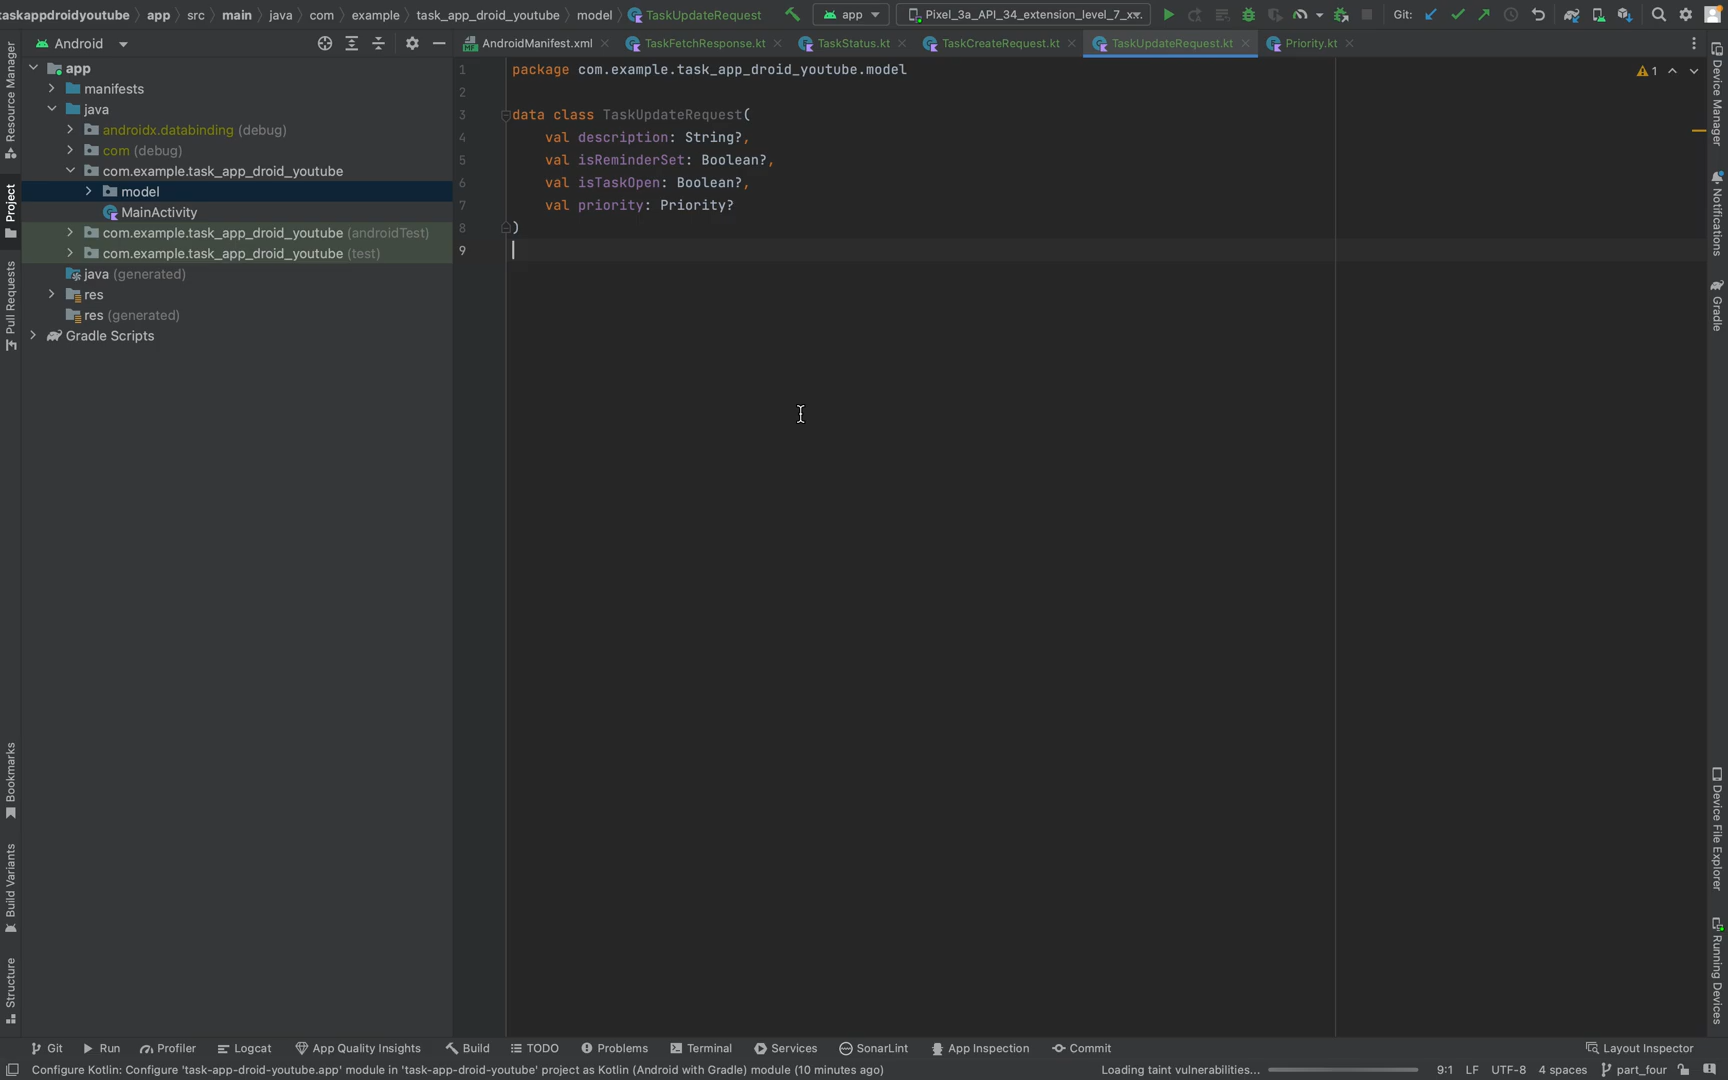 taskappdroidyoutube 〉 app 〉 src 〉 main 〉 java 〉 com 〉 example 〉 task_app_droid_youtube 〉 model 〉 TaskUpdateRequest
app
Pixel_3a_API_34_extension_level_7_x...
Git:
Android
AndroidManifest.xml
TaskFetchResponse.kt
TaskStatus.kt
TaskCreateRequest.kt
TaskUpdateRequest.kt
Priority.kt
app
manifests
java
androidx.databinding (debug)
com (debug)
com.example.task_app_droid_youtube
model
MainActivity
com.example.task_app_droid_youtube (androidTest)
com.example.task_app_droid_youtube (test)
java (generated)
res
res (generated)
Gradle Scripts
1 package com.example.task_app_droid_youtube.model
2
3 data class TaskUpdateRequest(
4 val description: String?,
5 val isReminderSet: Boolean?,
6 val isTaskOpen: Boolean?,
7 val priority: Priority?
8 )
9
1
Resource Manager
Project
Pull Requests
Bookmarks
Build Variants
Structure
Device Manager
Notifications
Gradle
Device File Explorer
Running Devices
Git
Run
Profiler
Logcat
App Quality Insights
Build
TODO
Problems
Terminal
Services
SonarLint
App Inspection
Commit
Layout Inspector
Configure Kotlin: Configure 'task-app-droid-youtube.app' module in 'task-app-droid-youtube' project as Kotlin (Android with Gradle) module (10 minutes ago)
Loading taint vulnerabilities...
9:1 LF UTF-8 4 spaces part_four